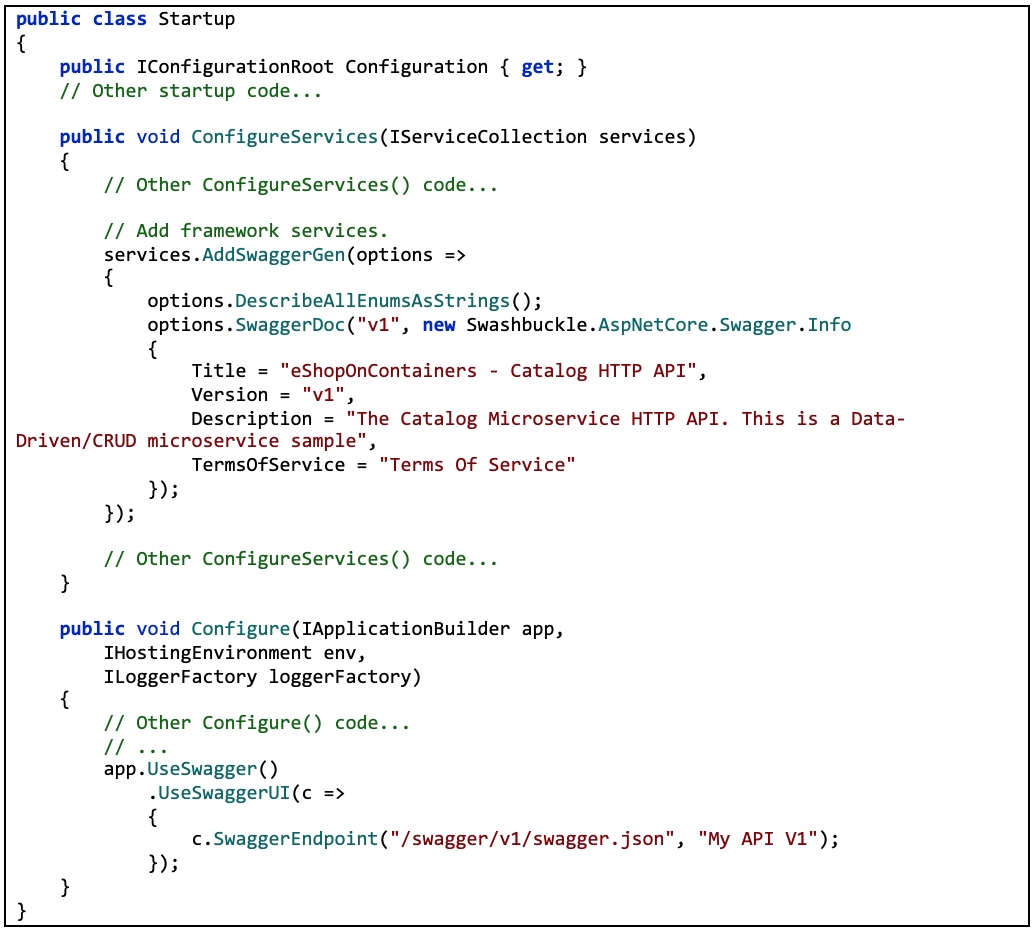 public class Startup
{
    public IConfigurationRoot Configuration { get; }
    // Other startup code...

    public void ConfigureServices(IServiceCollection services)
    {
        // Other ConfigureServices() code...

        // Add framework services.
        services.AddSwaggerGen(options =>
        {
            options.DescribeAllEnumsAsStrings();
            options.SwaggerDoc("v1", new Swashbuckle.AspNetCore.Swagger.Info
            {
                Title = "eShopOnContainers - Catalog HTTP API",
                Version = "v1",
                Description = "The Catalog Microservice HTTP API. This is a Data-
Driven/CRUD microservice sample",
                TermsOfService = "Terms Of Service"
            });
        });

        // Other ConfigureServices() code...
    }

    public void Configure(IApplicationBuilder app,
        IHostingEnvironment env,
        ILoggerFactory loggerFactory)
    {
        // Other Configure() code...
        // ...
        app.UseSwagger()
            .UseSwaggerUI(c =>
            {
                c.SwaggerEndpoint("/swagger/v1/swagger.json", "My API V1");
            });
    }
}